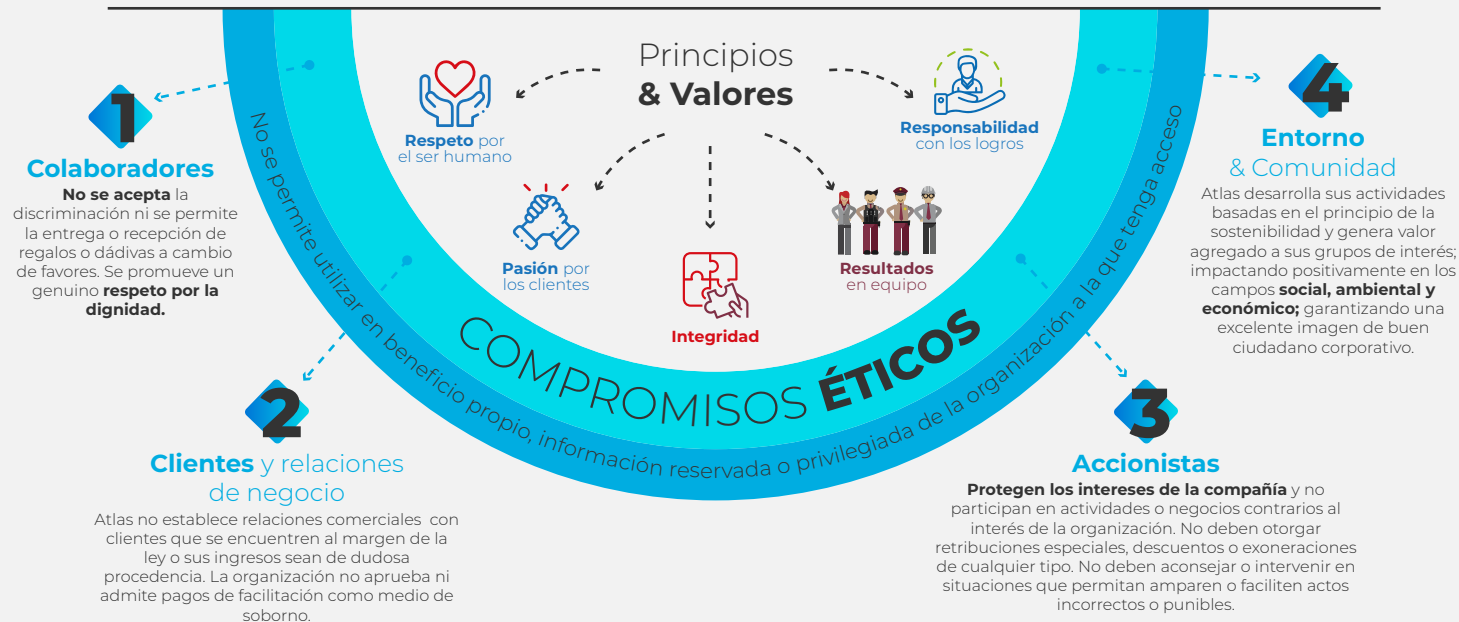 Principios
& Valores
Respeto por
el ser humano
Pasión por
los clientes
Integridad
Resultados
en equipo
Responsabilidad
con los logros
COMPROMISOS ÉTICOS
No se permite utilizar en beneficio propio, información reservada o privilegiada de la organización a la que tenga acceso
1
Colaboradores
No se acepta la
discriminación ni se permite
la entrega o recepción de
regalos o dádivas a cambio
de favores. Se promueve un
genuino respeto por la
dignidad.
2
Clientes y relaciones
de negocio
Atlas no establece relaciones comerciales con
clientes que se encuentren al margen de la
ley o sus ingresos sean de dudosa
procedencia. La organización no aprueba ni
admite pagos de facilitación como medio de
soborno.
3
Accionistas
Protegen los intereses de la compañía y no
participan en actividades o negocios contrarios al
interés de la organización. No deben otorgar
retribuciones especiales, descuentos o exoneraciones
de cualquier tipo. No deben aconsejar o intervenir en
situaciones que permitan amparen o faciliten actos
incorrectos o punibles.
4
Entorno
& Comunidad
Atlas desarrolla sus actividades
basadas en el principio de la
sostenibilidad y genera valor
agregado a sus grupos de interés;
impactando positivamente en los
campos social, ambiental y
económico; garantizando una
excelente imagen de buen
ciudadano corporativo.